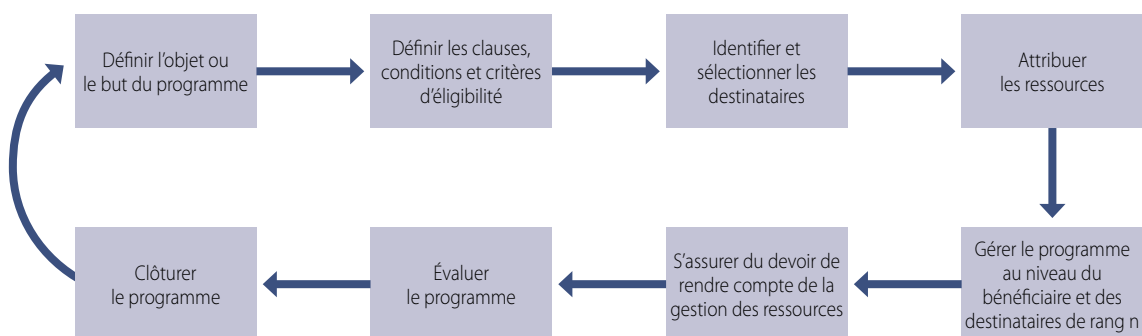 Définir l’objet ou
le but du programme
Définir les clauses,
conditions et critères
d’éligibilité
Identifier et
sélectionner les
destinataires
Attribuer
les ressources
Gérer le programme
au niveau du
bénéficiaire et des
destinataires de rang n
S’assurer du devoir de
rendre compte de la
gestion des ressources
Évaluer
le programme
Clôturer
le programme